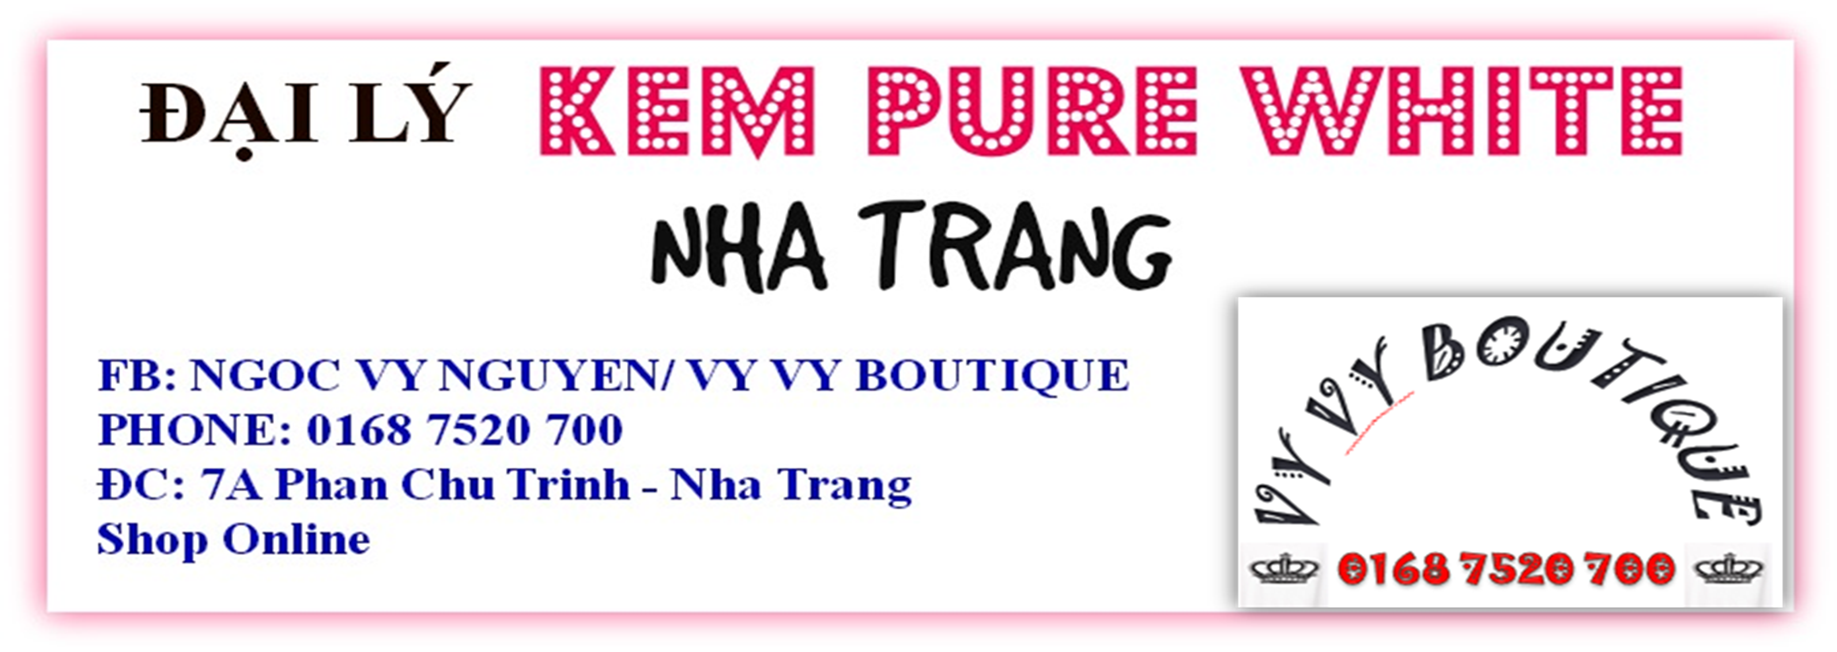 ĐẠI LÝ KEM PURE WHITE
NHA TRANG
FB: NGOC VY NGUYEN/ VY VY BOUTIQUE
PHONE: 0168 7520 700
ĐC: 7A Phan Chu Trinh - Nha Trang
Shop Online
VY VY BOUTIQUE
0168 7520 700